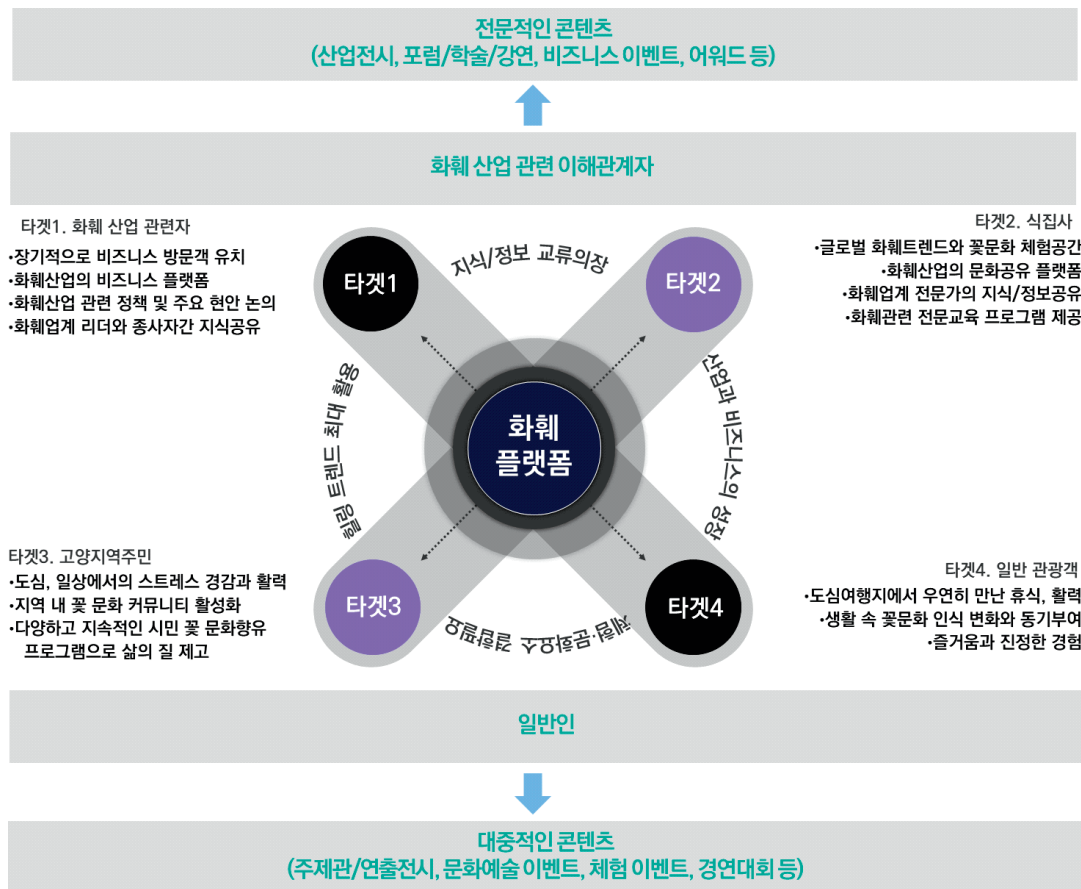 전문적인 콘텐츠
(산업전시, 포럼/학술/강연, 비즈니스 이벤트, 어워드 등)
화훼 산업 관련 이해관계자
타겟1. 화훼 산업 관련자
•장기적으로 비즈니스 방문객 유치
•화훼산업의 비즈니스 플랫폼
•화훼산업 관련 정책 및 주요 현안 논의
•화훼업계 리더와 종사자간 지식공유
타겟2. 식집사
•글로벌 화훼트렌드와 꽃문화 체험공간
•화훼산업의 문화공유 플랫폼
•화훼업계 전문가의 지식/정보공유
•화훼관련 전문교육 프로그램 제공
타겟1
지식/정보 교류의장
타겟2
힐링 트렌드 최대 활용
화훼
플랫폼
산업과 비즈니스의 성장
타겟3
체험·문화요소 결합필요
타겟4
타겟3. 고양지역주민
•도심, 일상에서의 스트레스 경감과 활력
•지역 내 꽃 문화 커뮤니티 활성화
•다양하고 지속적인 시민 꽃 문화향유
프로그램으로 삶의 질 제고
타겟4. 일반 관광객
•도심여행지에서 우연히 만난 휴식, 활력
•생활 속 꽃문화 인식 변화와 동기부여
•즐거움과 진정한 경험
일반인
대중적인 콘텐츠
(주제관/연출전시, 문화예술 이벤트, 체험 이벤트, 경연대회 등)